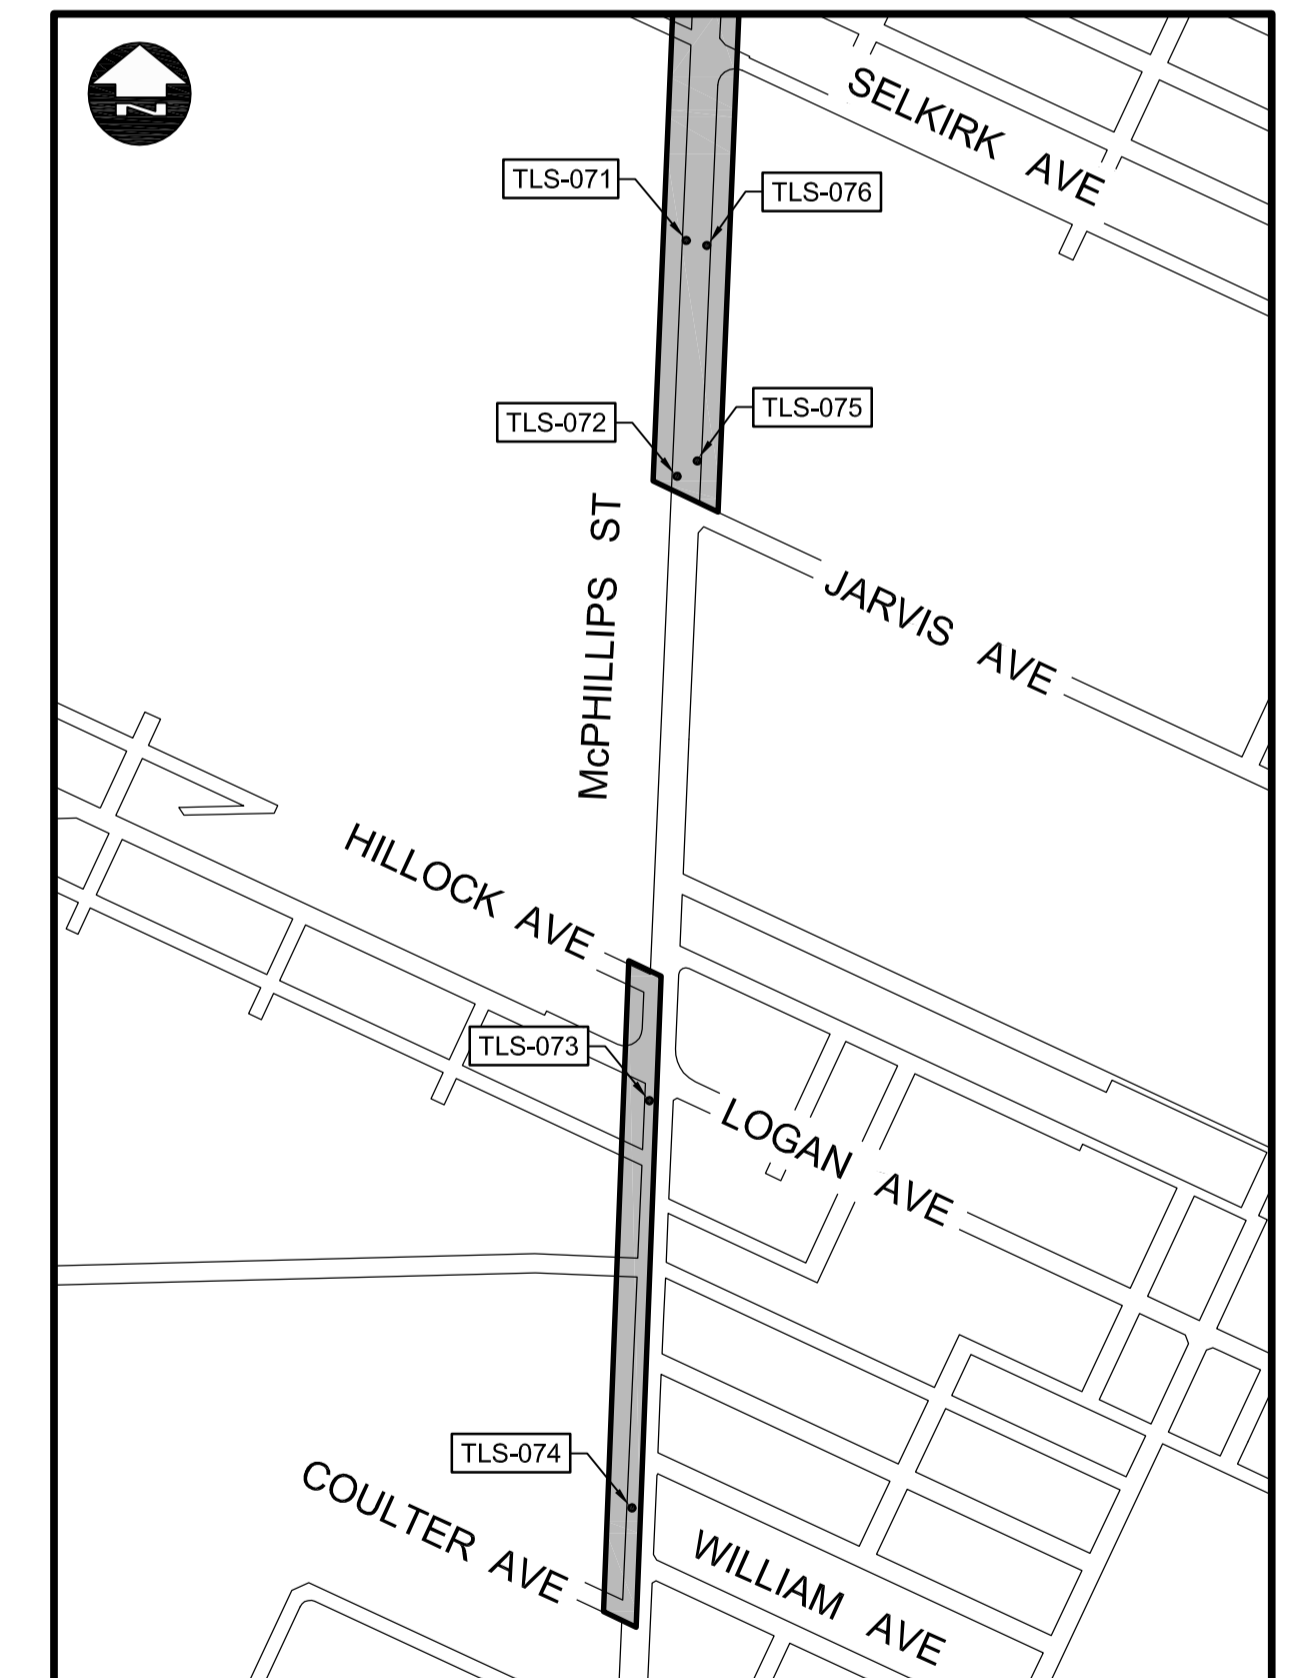 N
SELKIRK AVE
TLS-071
TLS-076
TLS-072
TLS-075
McPHILLIPS ST
JARVIS AVE
HILLOCK AVE
TLS-073
LOGAN AVE
TLS-074
COULTER AVE
WILLIAM AVE